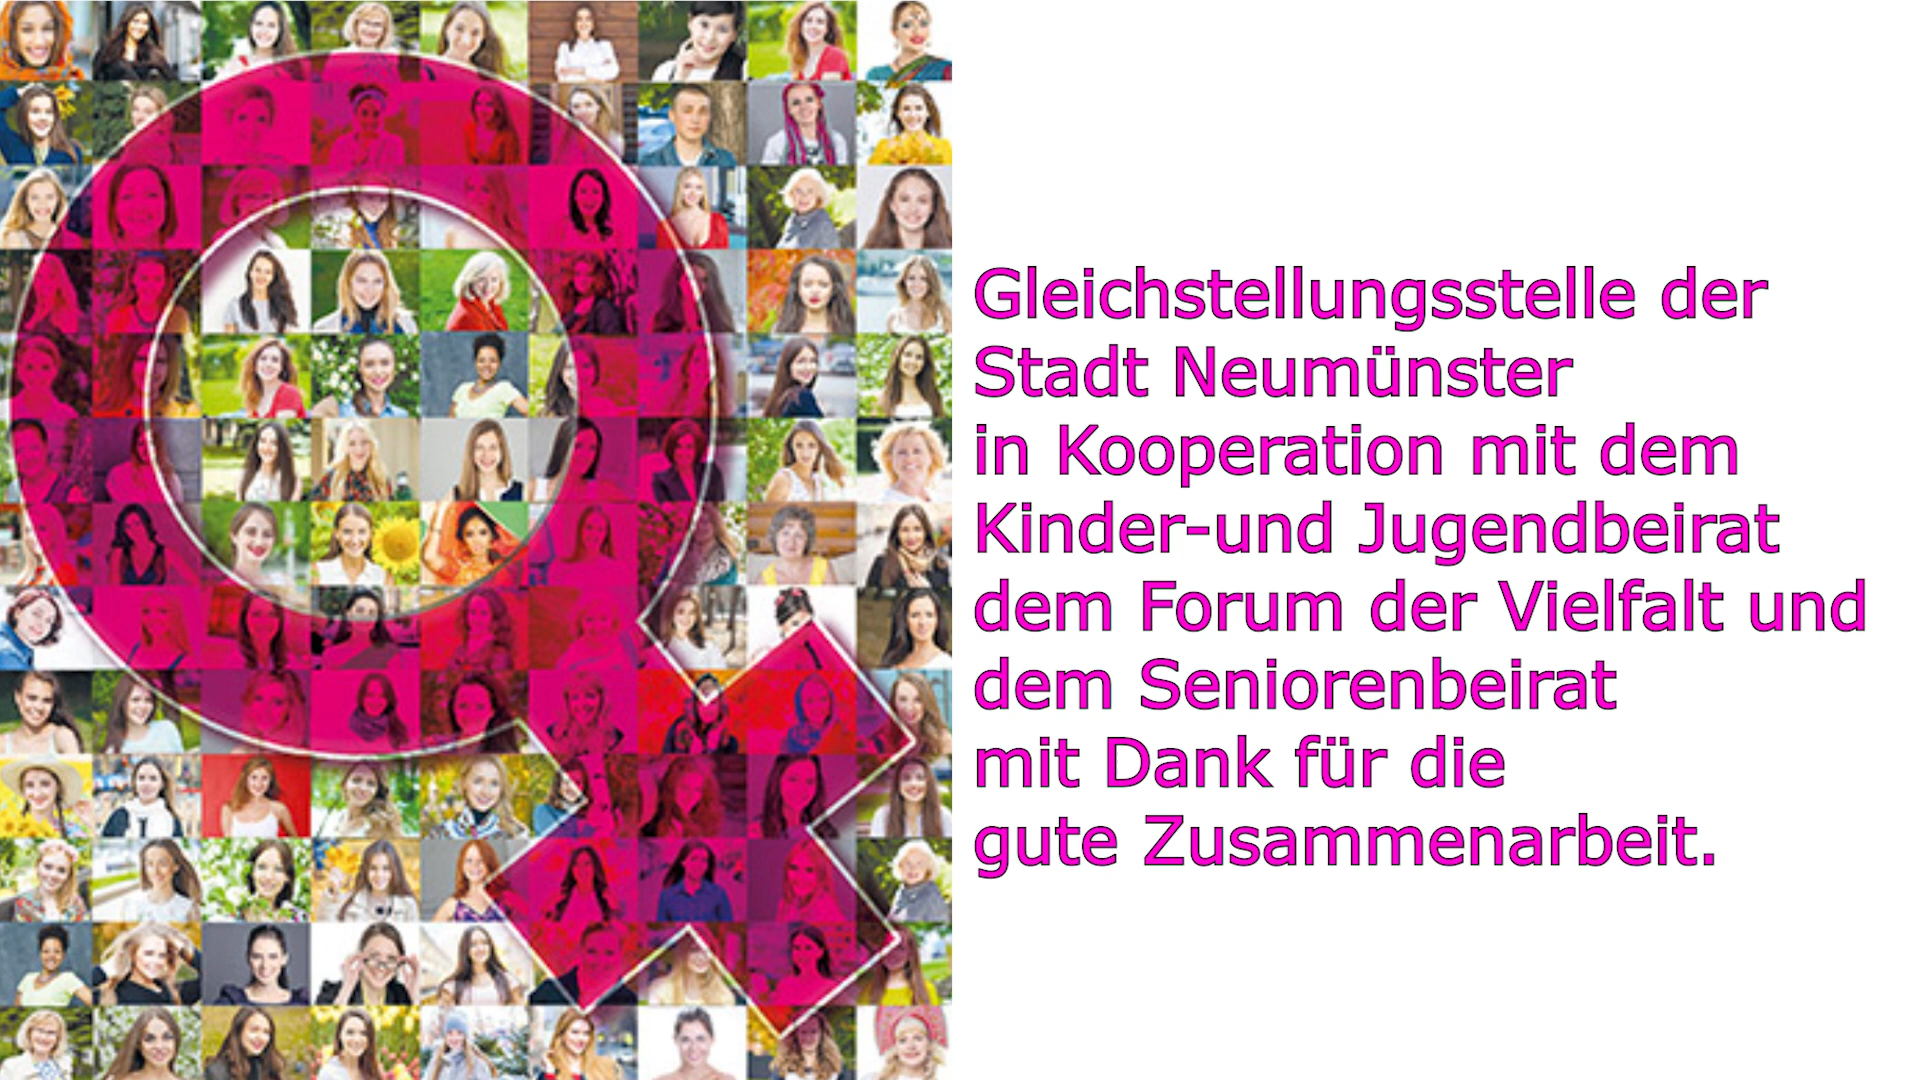 Gleichstellungsstelle der
Stadt Neumünster
in Kooperation mit dem
Kinder-und Jugendbeirat
dem Forum der Vielfalt und
dem Seniorenbeirat
mit Dank für die
gute Zusammenarbeit.